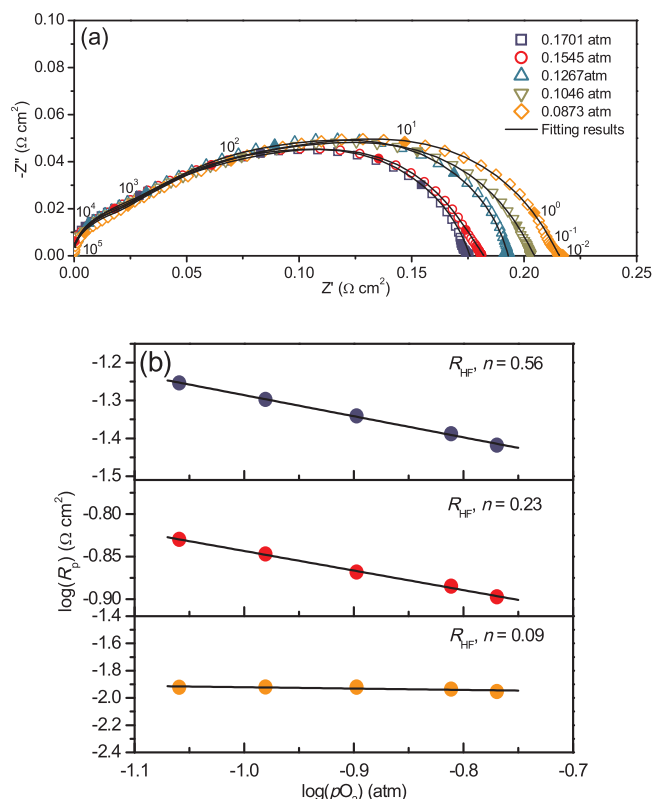 (a)
0.10
0.08
0.06
0.04
0.02
0.00
-Z" (Ω cm²)
0.1701 atm
0.1545 atm
0.1267atm
0.1046 atm
0.0873 atm
Fitting results
10⁵
10⁴
10³
10²
10¹
10⁰
10⁻¹
10⁻²
0.00 0.05 0.10 0.15 0.20 0.25
Z' (Ω cm²)
(b)
-1.2
-1.3
-1.4
-1.5
R_HF, n = 0.56
-0.80
-0.85
-0.90
R_HF, n = 0.23
-1.4
-1.6
-1.8
-2.0
-2.2
-2.4
R_HF, n = 0.09
log(R_p) (Ω cm²)
-1.1 -1.0 -0.9 -0.8 -0.7
log(pO₂) (atm)